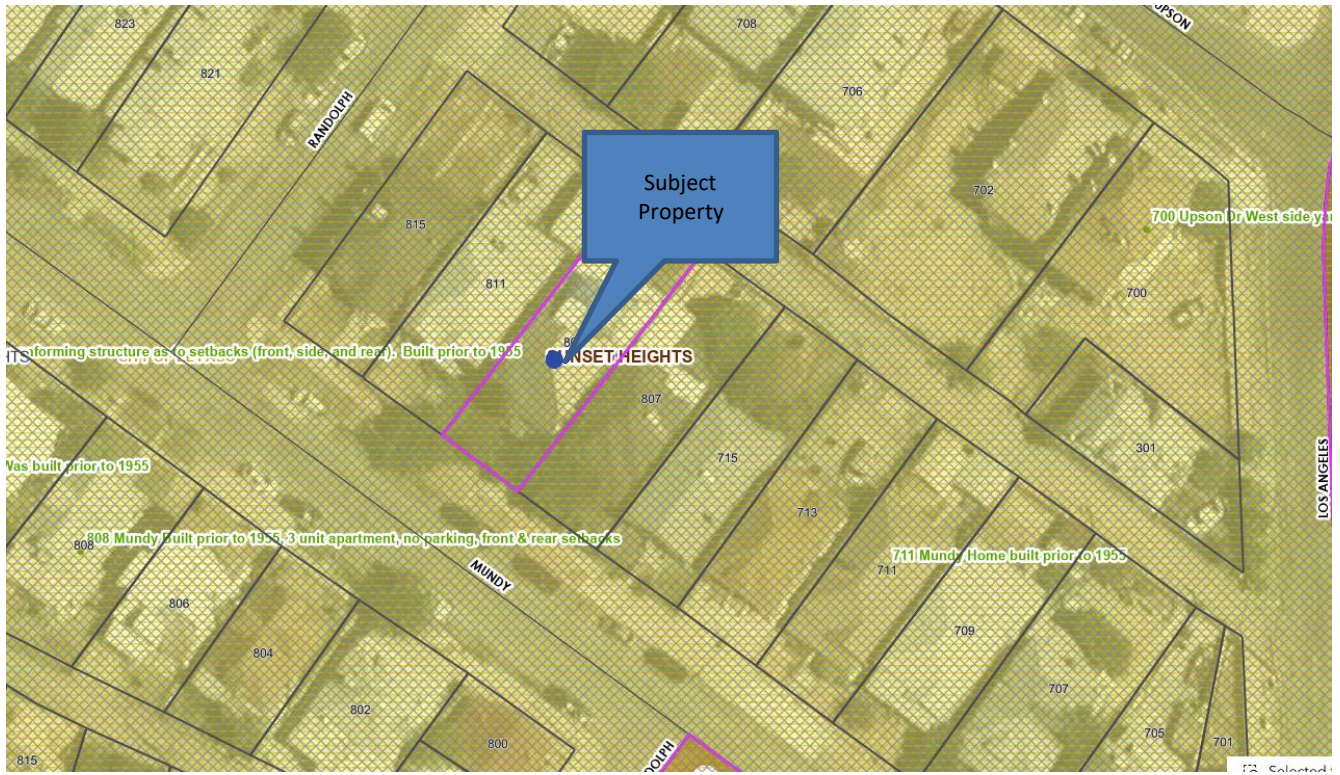 823
708
UPSON
821
706
RANDOLPH
Subject
Property
702
815
700 Upson Dr West side
700
811
forming structure as to setbacks (front, side, and rear). Built prior to 1955
SUNSET HEIGHTS
807
301
715
LOS ANGELES
Was built prior to 1955
713
808 Mundy Built prior to 1955, 3 unit apartment, no parking, front & rear setbacks
808
711 Mundy Home built prior to 1955
711
MUNDY
806
709
804
707
802
705
800
701
815
Selected